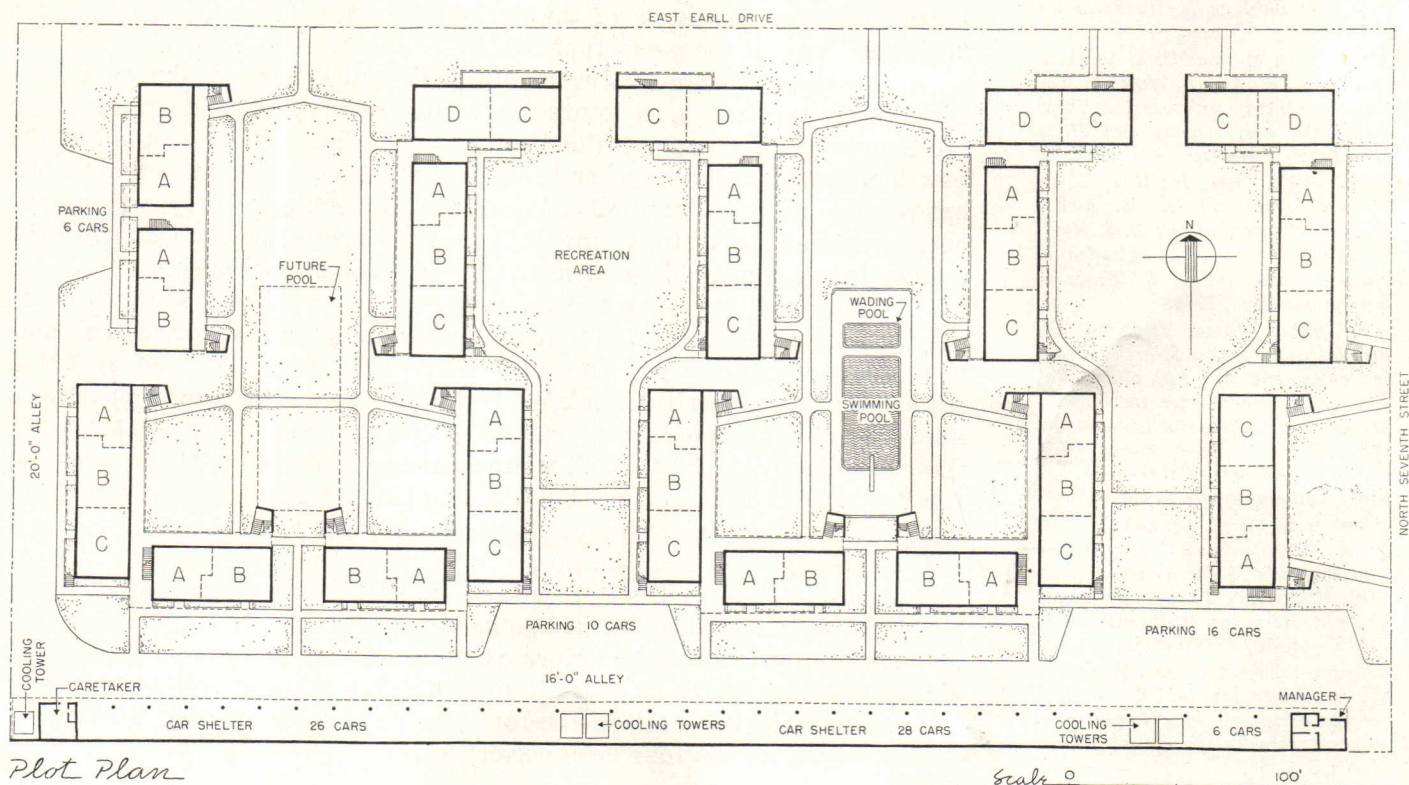 EAST EARLL DRIVE
B
A
D C
C D
D C
C D
A
B
A
B
C
A
B
C
A
B
C
A
B
C
PARKING
6 CARS
FUTURE
POOL
RECREATION
AREA
WADING
POOL
SWIMMING
POOL
N
20'-0" ALLEY
NORTH SEVENTH STREET
A
B
C
A
B
C
A
B
C
A
B
C
C
B
A
A B
B A
A B
B A
PARKING 10 CARS
PARKING 16 CARS
COOLING
TOWER
CARETAKER
16'-0" ALLEY
MANAGER
CAR SHELTER 26 CARS
COOLING TOWERS
CAR SHELTER 28 CARS
COOLING
TOWERS
6 CARS
Plot Plan
Scale 0 100'